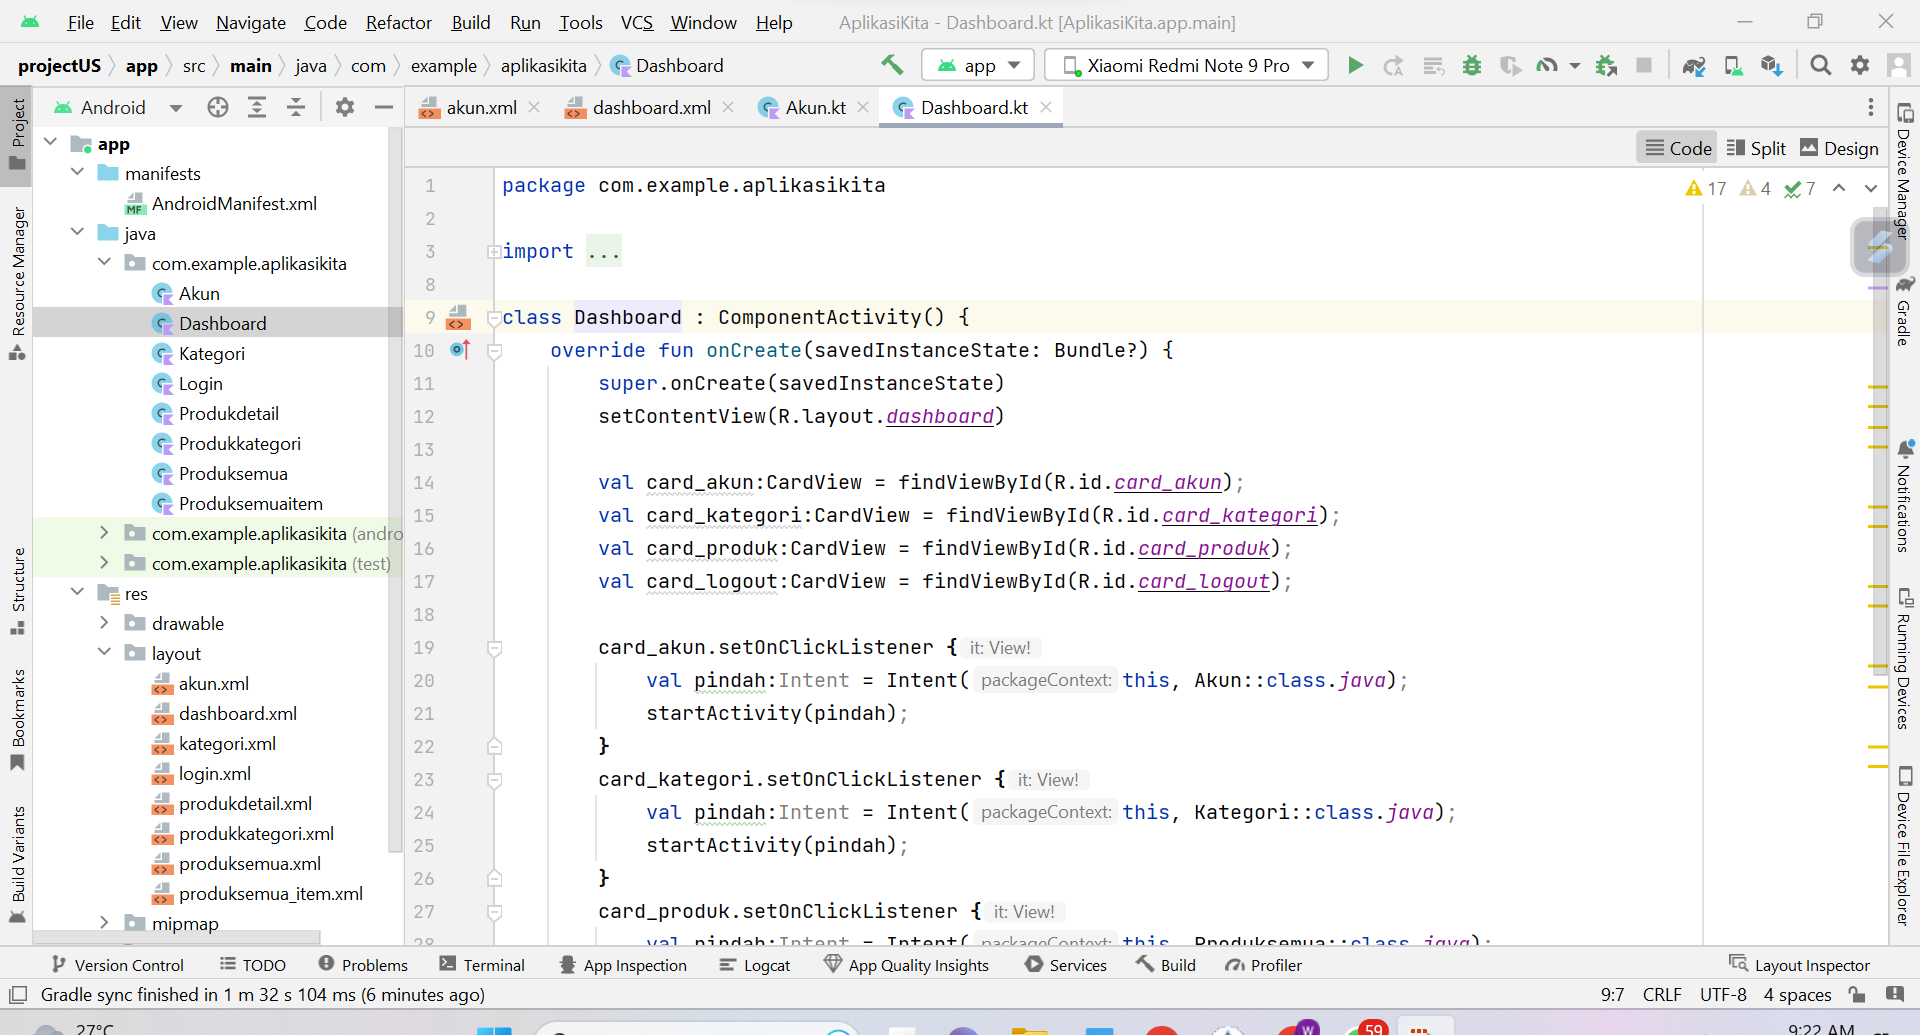 File Edit View Navigate Code Refactor Build Run Tools VCS Window Help AplikasiKita - Dashboard.kt [AplikasiKita.app.main]
projectUS app src main java com example aplikasikita Dashboard app Xiaomi Redmi Note 9 Pro
Android akun.xml dashboard.xml Akun.kt Dashboard.kt
Code Split Design
Project
Resource Manager
Structure
Bookmarks
Build Variants
app
manifests
AndroidManifest.xml
java
com.example.aplikasikita
Akun
Dashboard
Kategori
Login
Produkdetail
Produkkategori
Produksemua
Produksemuaitem
com.example.aplikasikita (andro
com.example.aplikasikita (test)
res
drawable
layout
akun.xml
dashboard.xml
kategori.xml
login.xml
produkdetail.xml
produkkategori.xml
produksemua.xml
produksemua_item.xml
mipmap
17 4 7
1 package com.example.aplikasikita
2
3 import ...
8
9 class Dashboard : ComponentActivity() {
10 override fun onCreate(savedInstanceState: Bundle?) {
11 super.onCreate(savedInstanceState)
12 setContentView(R.layout.dashboard)
13
14 val card_akun:CardView = findViewById(R.id.card_akun);
15 val card_kategori:CardView = findViewById(R.id.card_kategori);
16 val card_produk:CardView = findViewById(R.id.card_produk);
17 val card_logout:CardView = findViewById(R.id.card_logout);
18
19 card_akun.setOnClickListener { it: View!
20 val pindah:Intent = Intent( packageContext: this, Akun::class.java);
21 startActivity(pindah);
22 }
23 card_kategori.setOnClickListener { it: View!
24 val pindah:Intent = Intent( packageContext: this, Kategori::class.java);
25 startActivity(pindah);
26 }
27 card_produk.setOnClickListener { it: View!
28 val pindah:Intent = Intent( packageContext: this, Produksemua::class.java);
Device Manager
Gradle
Notifications
Running Devices
Device File Explorer
Version Control TODO Problems Terminal App Inspection Logcat App Quality Insights Services Build Profiler Layout Inspector
Gradle sync finished in 1 m 32 s 104 ms (6 minutes ago) 9:7 CRLF UTF-8 4 spaces
27°C W 59 9:22 AM